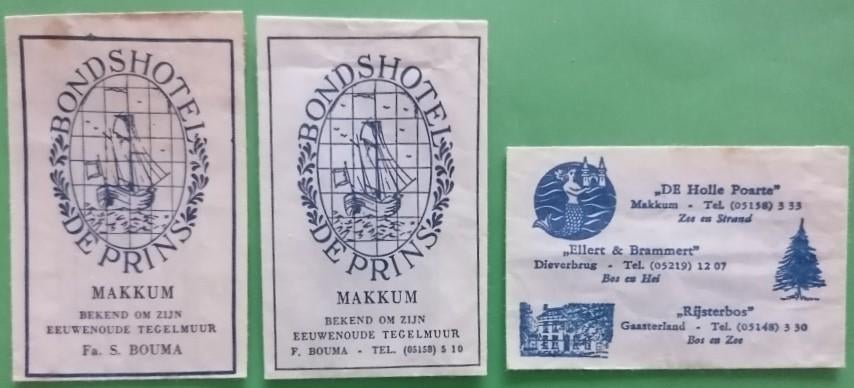 BONDSHOTEL
DE PRINS
MAKKUM
BEKEND OM ZIJN
EEUWENOUDE TEGELMUUR
Fa. S. BOUMA
BONDSHOTEL
DE PRINS
MAKKUM
BEKEND OM ZIJN
EEUWENOUDE TEGELMUUR
F. BOUMA - TEL. (05158) 5 10
„DE Holle Poarte"
Makkum - Tel. (05158) 3 33
Zee en Strand
„Ellert & Brammert"
Dieverbrug - Tel. (05219) 12 07
Bos en Hei
„Rijsterbos"
Gaasterland - Tel. (05148) 3 30
Bos en Zee